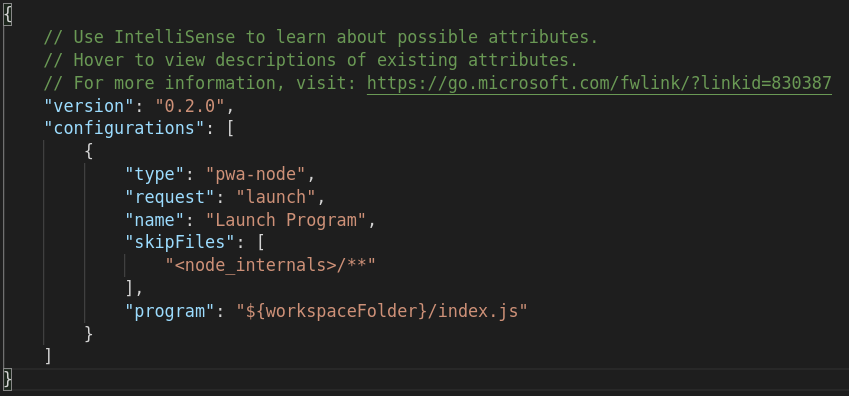 {
    // Use IntelliSense to learn about possible attributes.
    // Hover to view descriptions of existing attributes.
    // For more information, visit: https://go.microsoft.com/fwlink/?linkid=830387
    "version": "0.2.0",
    "configurations": [
        {
            "type": "pwa-node",
            "request": "launch",
            "name": "Launch Program",
            "skipFiles": [
                "<node_internals>/**"
            ],
            "program": "${workspaceFolder}/index.js"
        }
    ]
}